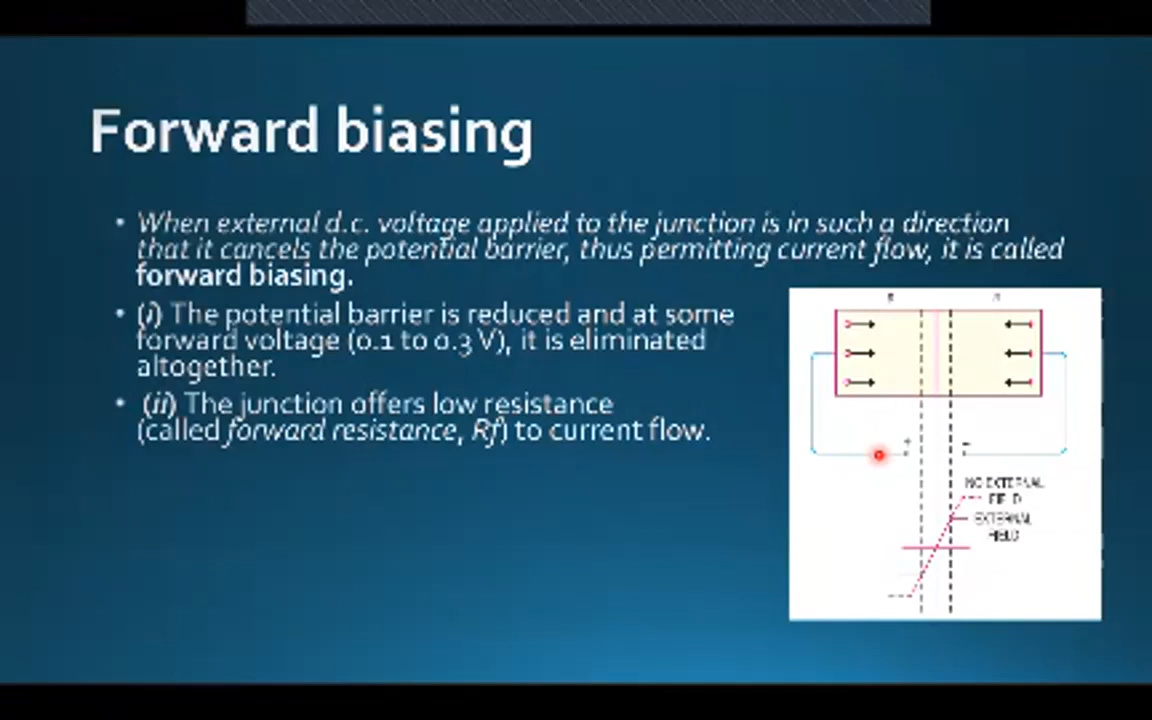 Forward biasing
• When external d.c. voltage applied to the junction is in such a direction
that it cancels the potential barrier, thus permitting current flow, it is called
forward biasing.
• (i) The potential barrier is reduced and at some
forward voltage (0.1 to 0.3 V), it is eliminated
altogether.
• (ii) The junction offers low resistance
(called forward resistance, Rf) to current flow.
+ –
NO EXTERNAL
FIELD
EXTERNAL
FIELD